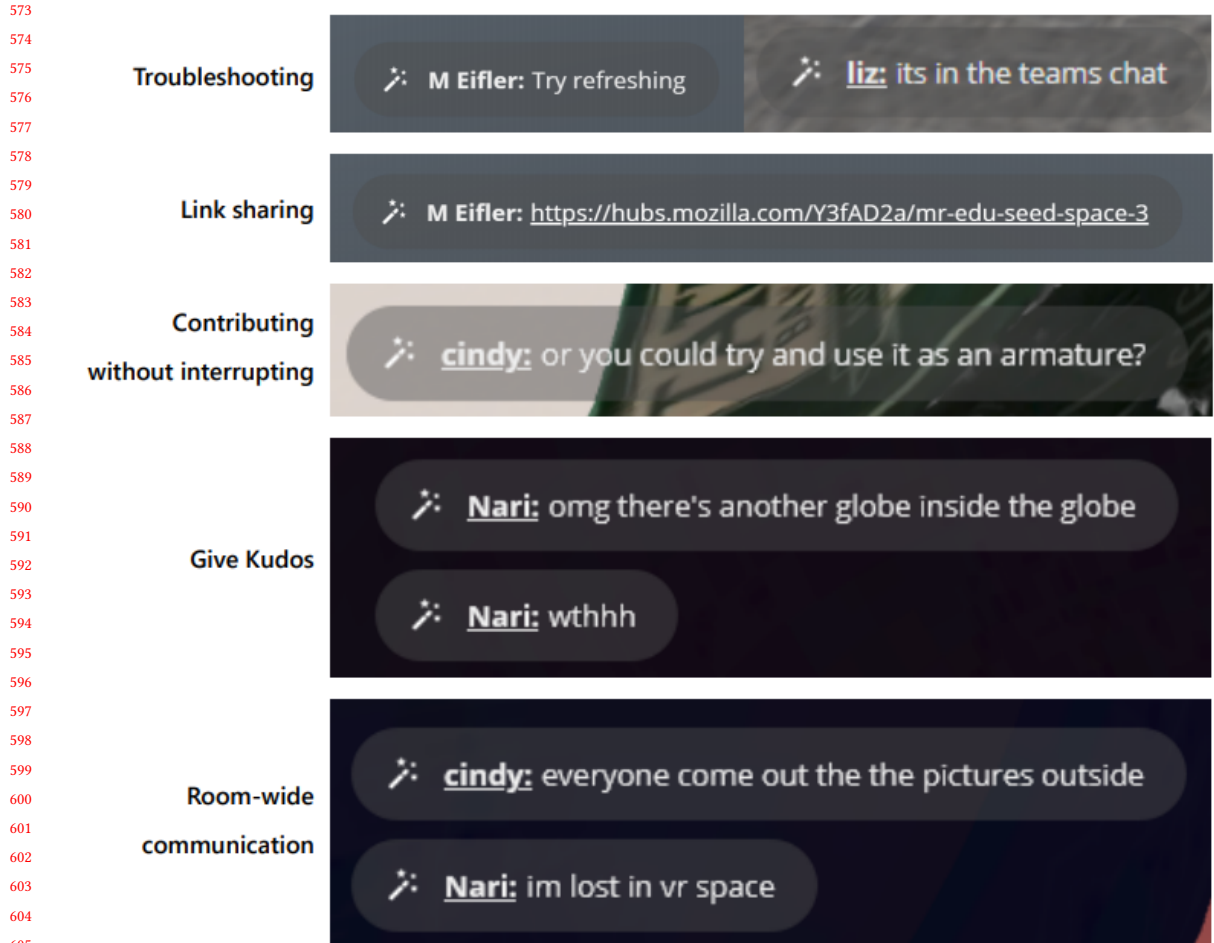 573
574
575
576
577
578
579
580
581
582
583
584
585
586
587
588
589
590
591
592
593
594
595
596
597
598
599
600
601
602
603
604
Troubleshooting
M Eifler: Try refreshing
liz: its in the teams chat
Link sharing
M Eifler: https://hubs.mozilla.com/Y3fAD2a/mr-edu-seed-space-3
Contributing
without interrupting
cindy: or you could try and use it as an armature?
Give Kudos
Nari: omg there's another globe inside the globe
Nari: wthhh
Room-wide
communication
cindy: everyone come out the the pictures outside
Nari: im lost in vr space